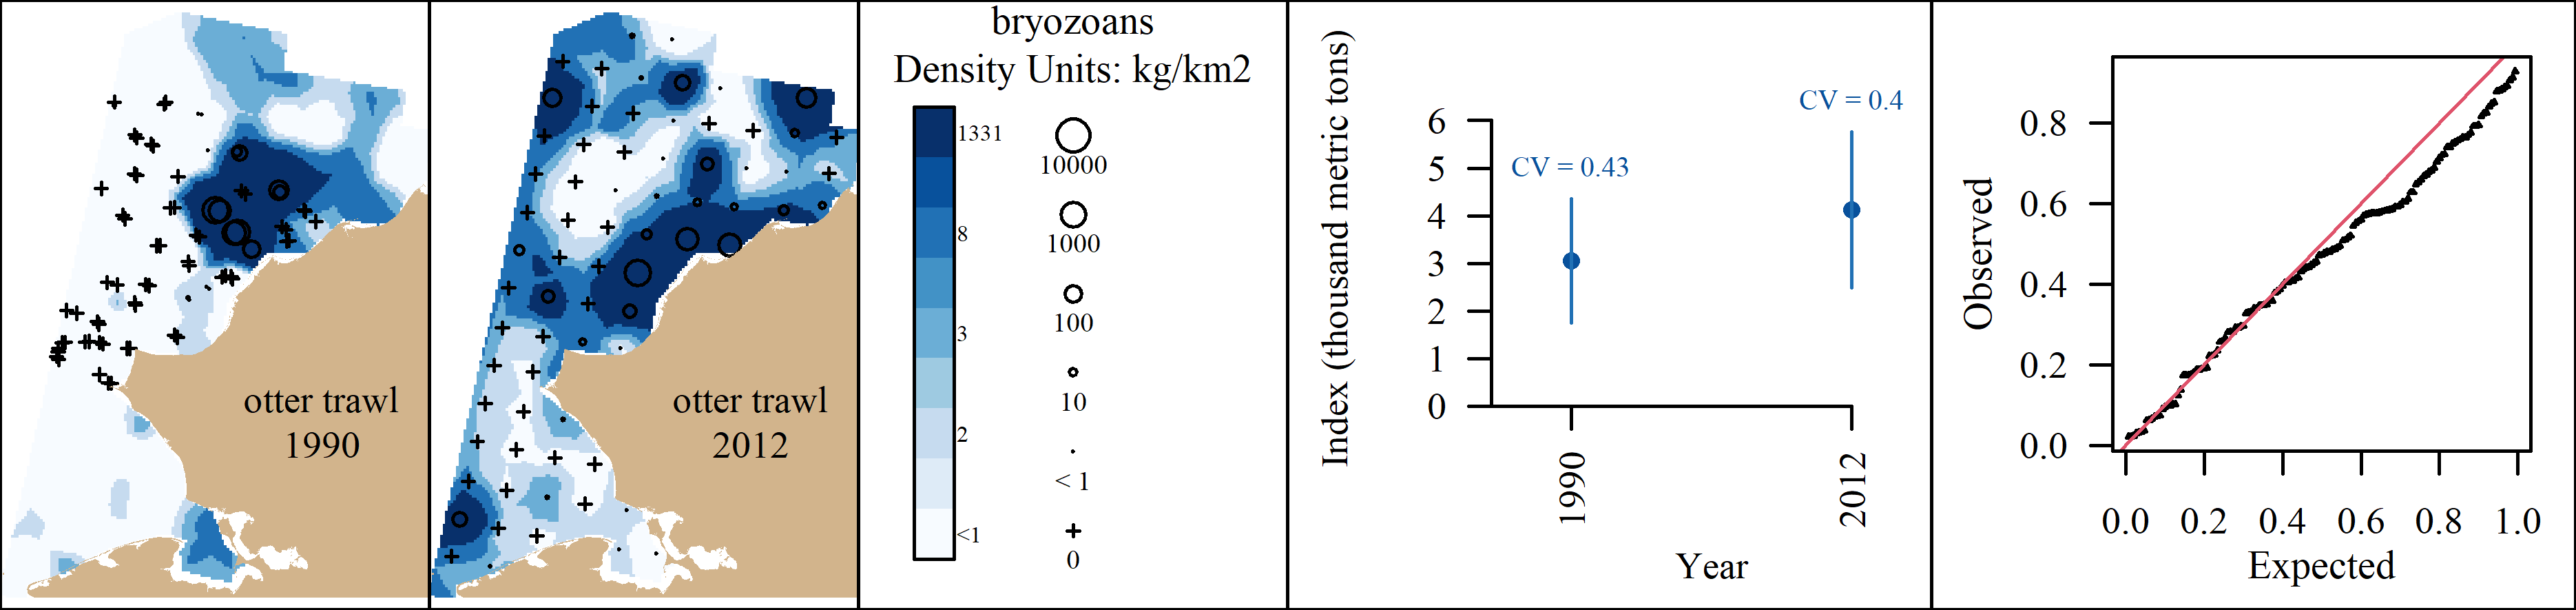 otter trawl
1990
otter trawl
2012
bryozoans
Density Units: kg/km2
1331
8
3
2
<1
10000
1000
100
10
< 1
0
Index (thousand metric tons)
6
5
4
3
2
1
0
CV = 0.43
CV = 0.4
1990
2012
Year
Observed
0.8
0.6
0.4
0.2
0.0
0.0 0.2 0.4 0.6 0.8 1.0
Expected